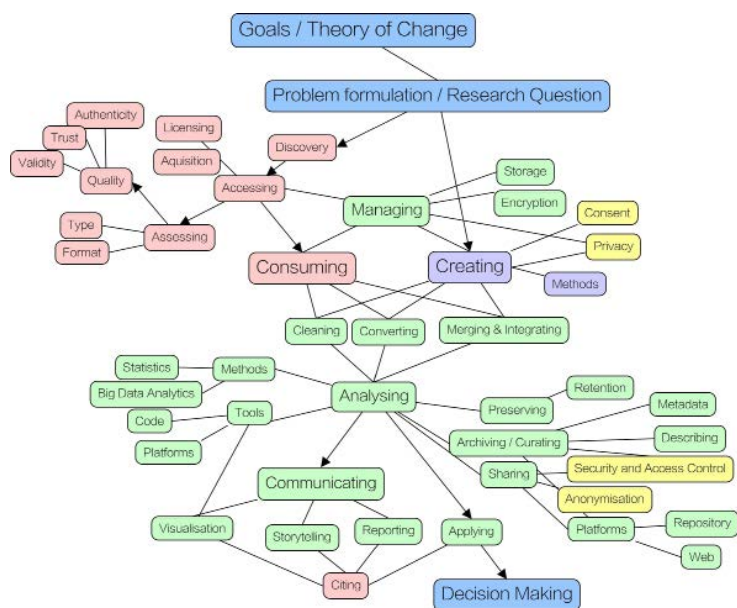 Goals / Theory of Change
Problem formulation / Research Question
Authenticity
Licensing
Trust
Discovery
Validity
Aquisition
Quality
Accessing
Storage
Managing
Encryption
Type
Consent
Assessing
Format
Privacy
Consuming
Creating
Methods
Cleaning
Converting
Merging & Integrating
Statistics
Methods
Retention
Big Data Analytics
Analysing
Preserving
Metadata
Code
Tools
Archiving / Curating
Describing
Platforms
Sharing
Security and Access Control
Communicating
Anonymisation
Visualisation
Storytelling
Reporting
Applying
Platforms
Repository
Web
Citing
Decision Making